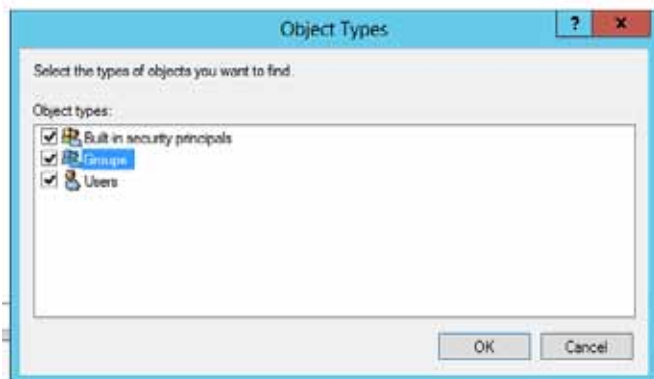 Object Types
?
x
Select the types of objects you want to find.
Object types:
Built-in security principals
Groups
Users
OK
Cancel